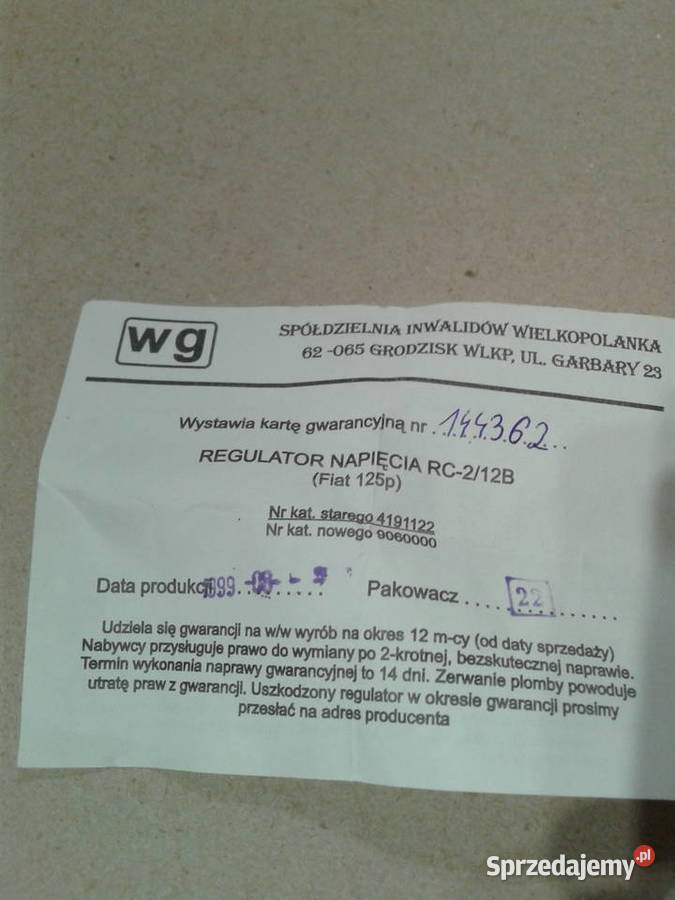 wg
SPÓŁDZIELNIA INWALIDÓW WIELKOPOLANKA
62 -065 GRODZISK WLKP, UL. GARBARY 23
Wystawia kartę gwarancyjną nr .144362..
REGULATOR NAPIĘCIA RC-2/12B
(Fiat 125p)
Nr kat. starego 4191122
Nr kat. nowego 9060000
Data produkcji Pakowacz ..... 22 .......
Udziela się gwarancji na w/w wyrób na okres 12 m-cy (od daty sprzedaży)
Nabywcy przysługuje prawo do wymiany po 2-krotnej, bezskutecznej naprawie.
Termin wykonania naprawy gwarancyjnej to 14 dni. Zerwanie plomby powoduje
utratę praw z gwarancji. Uszkodzony regulator w okresie gwarancji prosimy
przesłać na adres producenta
Sprzedajemy.pl